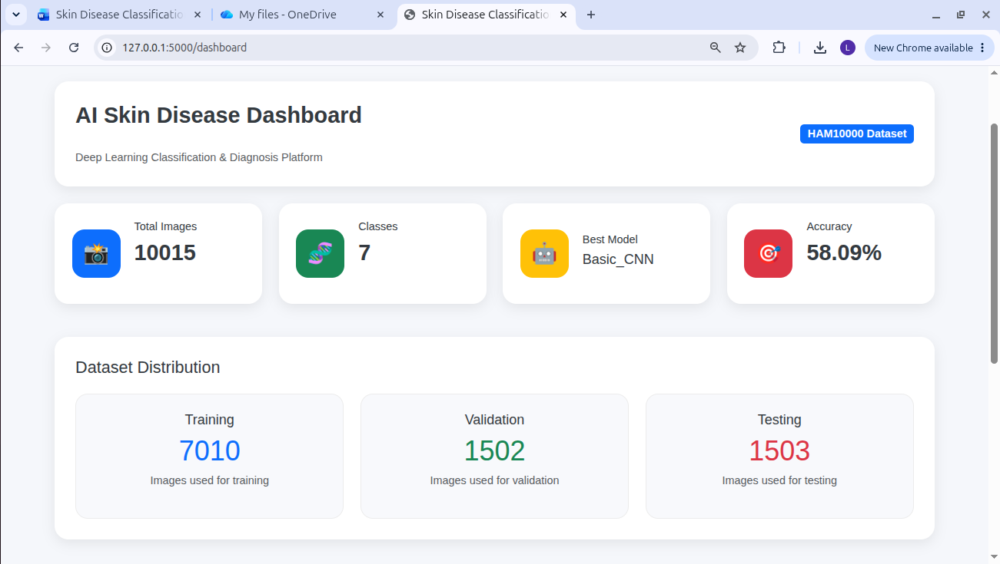 Skin Disease Classificatio
My files - OneDrive
Skin Disease Classificatio
127.0.0.1:5000/dashboard
L
New Chrome available
AI Skin Disease Dashboard
HAM10000 Dataset
Deep Learning Classification & Diagnosis Platform
Total Images
10015
Classes
7
Best Model
Basic_CNN
Accuracy
58.09%
Dataset Distribution
Training
7010
Images used for training
Validation
1502
Images used for validation
Testing
1503
Images used for testing